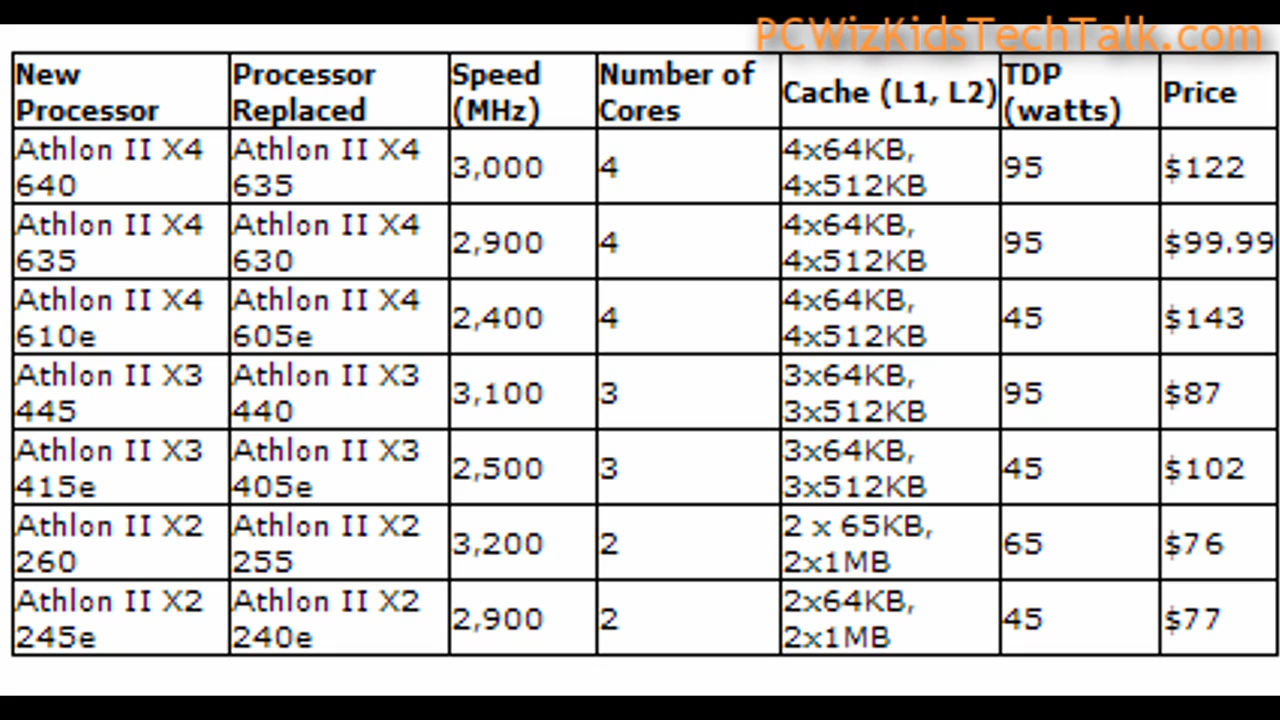 PCWizKidsTechTalk.com
New Processor | Processor Replaced | Speed (MHz) | Number of Cores | Cache (L1, L2) | TDP (watts) | Price
Athlon II X4 640 | Athlon II X4 635 | 3,000 | 4 | 4x64KB, 4x512KB | 95 | $122
Athlon II X4 635 | Athlon II X4 630 | 2,900 | 4 | 4x64KB, 4x512KB | 95 | $99.99
Athlon II X4 610e | Athlon II X4 605e | 2,400 | 4 | 4x64KB, 4x512KB | 45 | $143
Athlon II X3 445 | Athlon II X3 440 | 3,100 | 3 | 3x64KB, 3x512KB | 95 | $87
Athlon II X3 415e | Athlon II X3 405e | 2,500 | 3 | 3x64KB, 3x512KB | 45 | $102
Athlon II X2 260 | Athlon II X2 255 | 3,200 | 2 | 2 x 65KB, 2x1MB | 65 | $76
Athlon II X2 245e | Athlon II X2 240e | 2,900 | 2 | 2x64KB, 2x1MB | 45 | $77